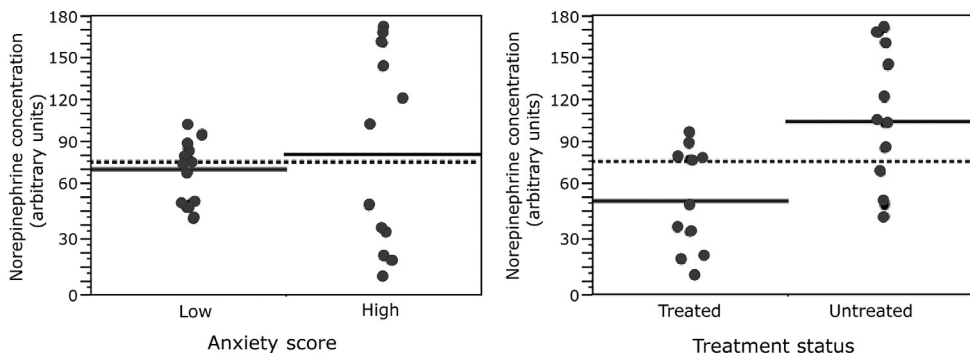 Norepinephrine concentration
(arbitrary units)
180
150
120
90
60
30
0
Low
High
Anxiety score
Norepinephrine concentration
(arbitrary units)
180
150
120
90
60
30
0
Treated
Untreated
Treatment status